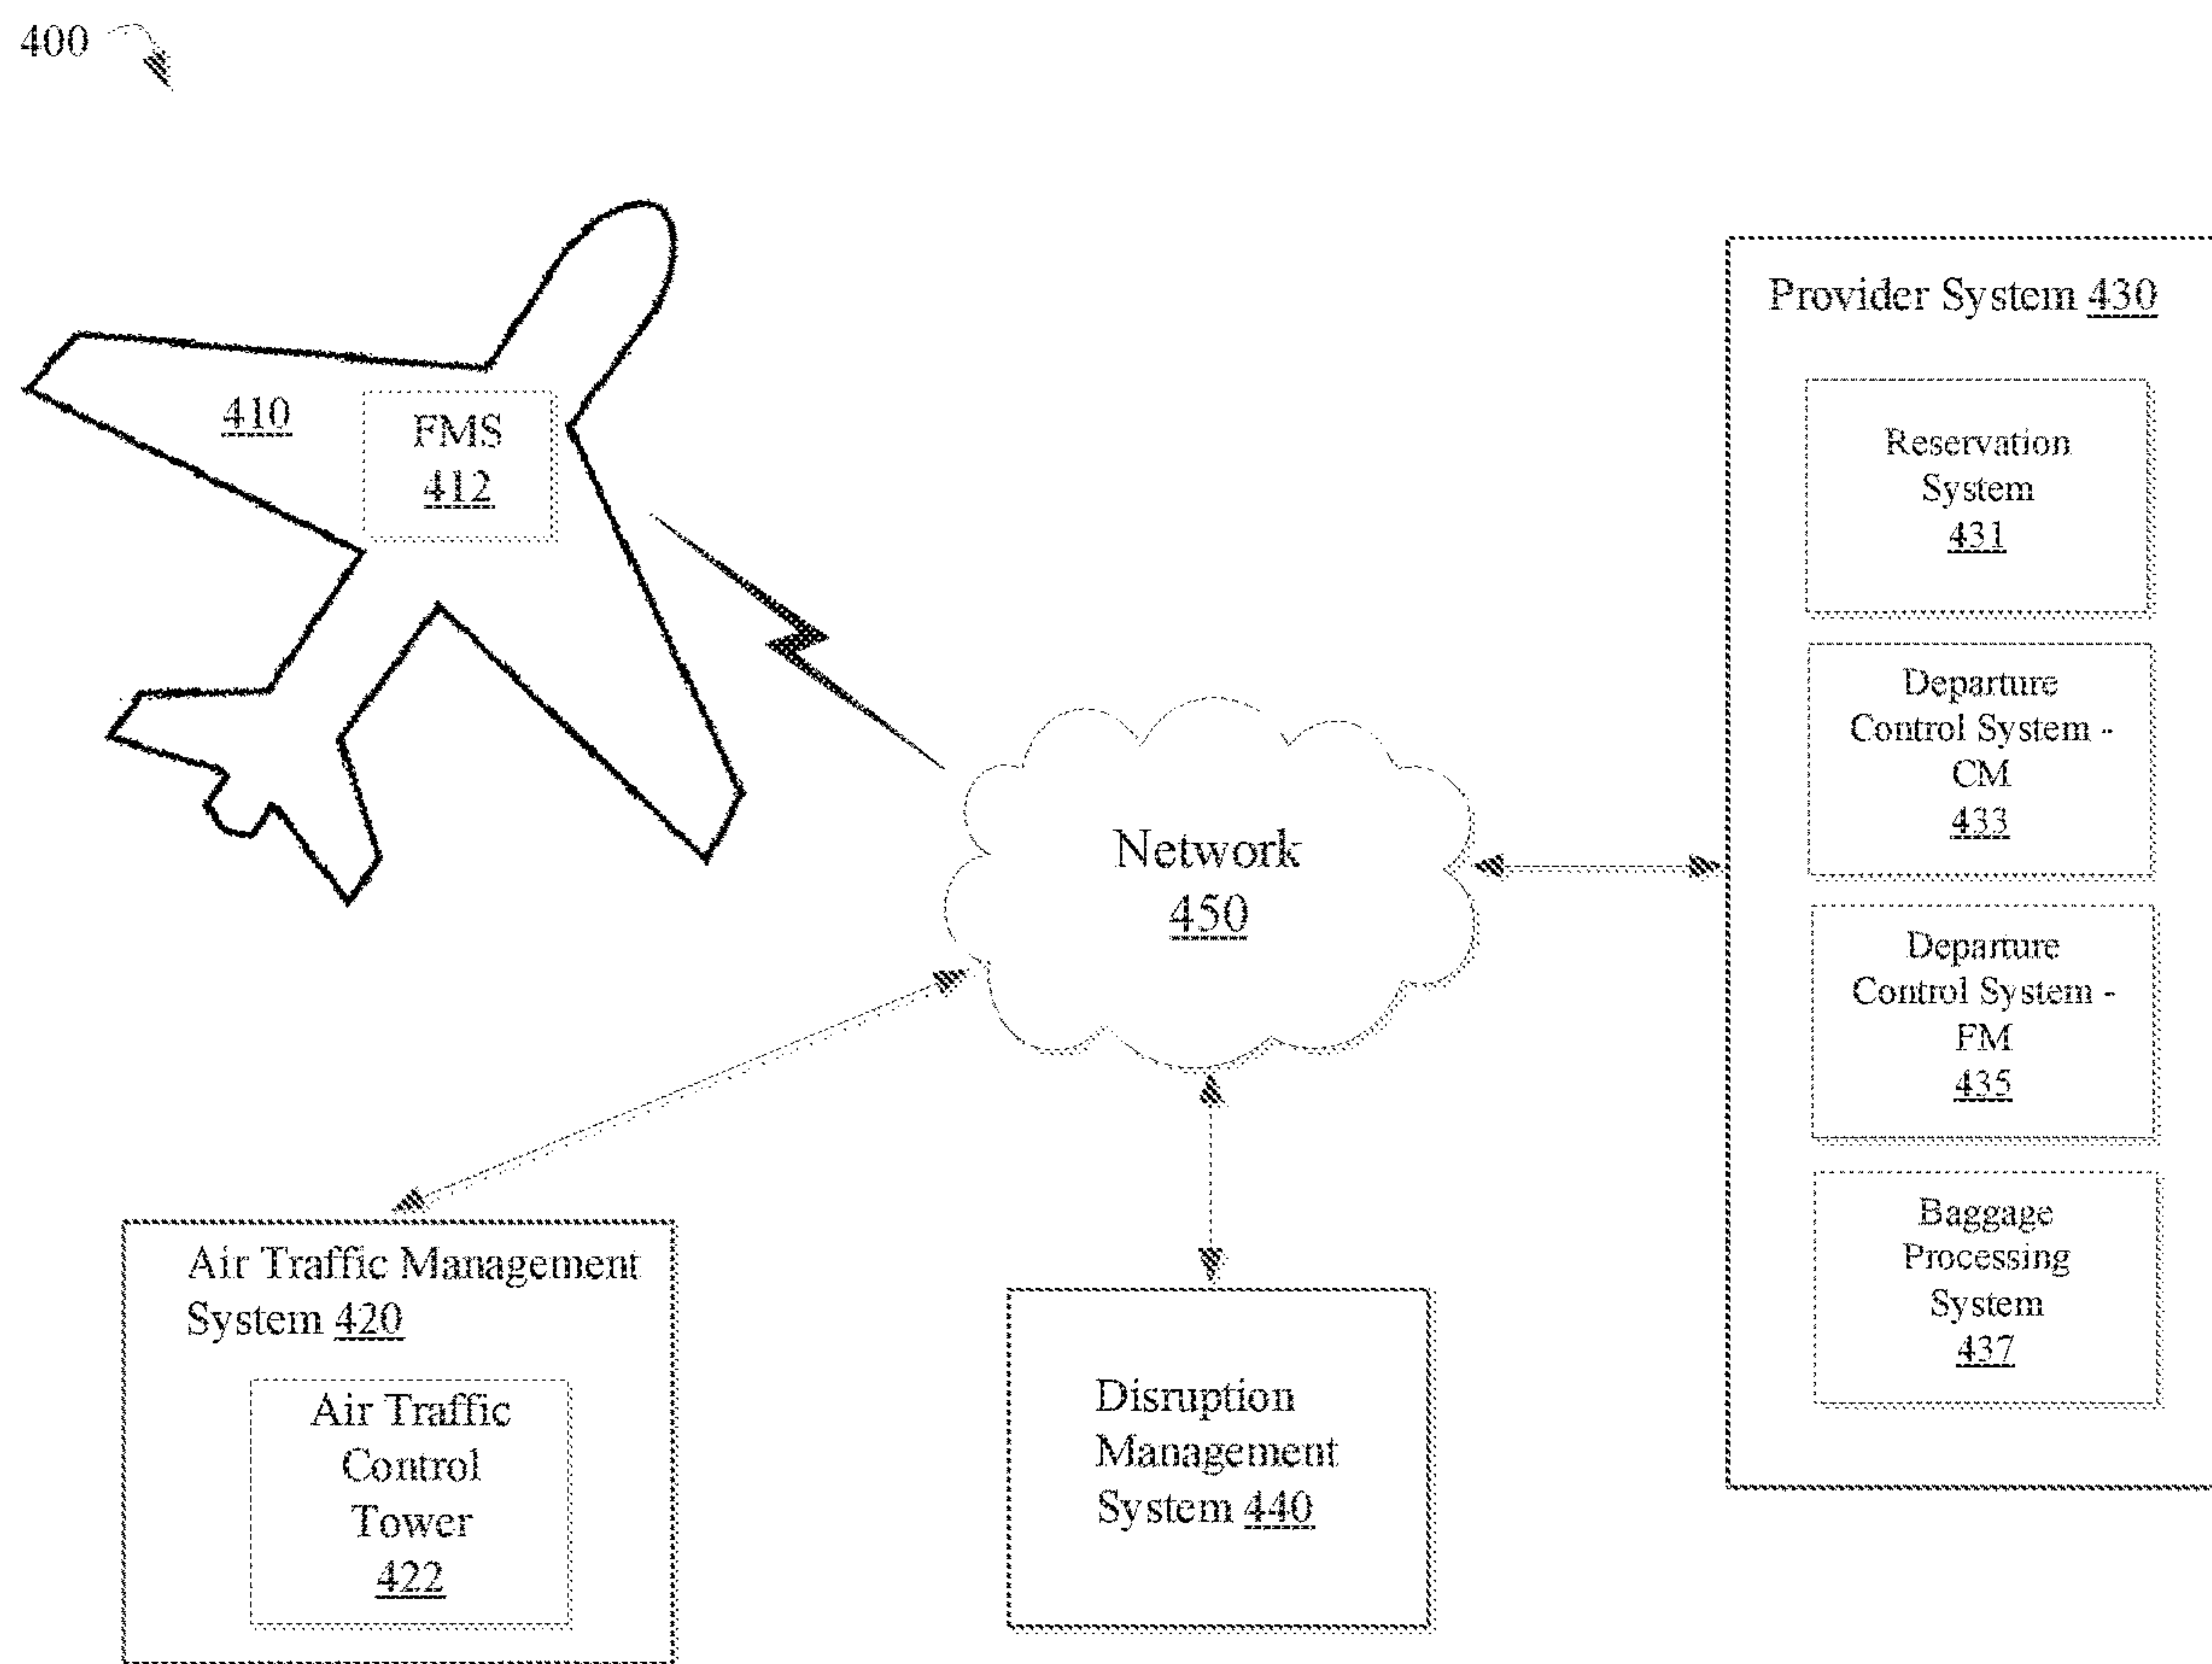 400
410
FMS
412
Provider System 430
Reservation
System
431
Departure
Control System -
CM
433
Departure
Control System -
FM
435
Baggage
Processing
System
437
Network
450
Air Traffic Management
System 420
Air Traffic
Control
Tower
422
Disruption
Management
System 440